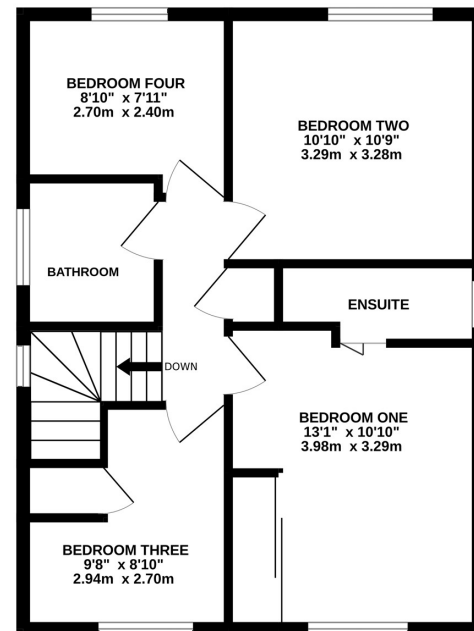 BEDROOM FOUR
8'10" x 7'11"
2.70m x 2.40m
BEDROOM TWO
10'10" x 10'9"
3.29m x 3.28m
BATHROOM
ENSUITE
DOWN
BEDROOM ONE
13'1" x 10'10"
3.98m x 3.29m
BEDROOM THREE
9'8" x 8'10"
2.94m x 2.70m